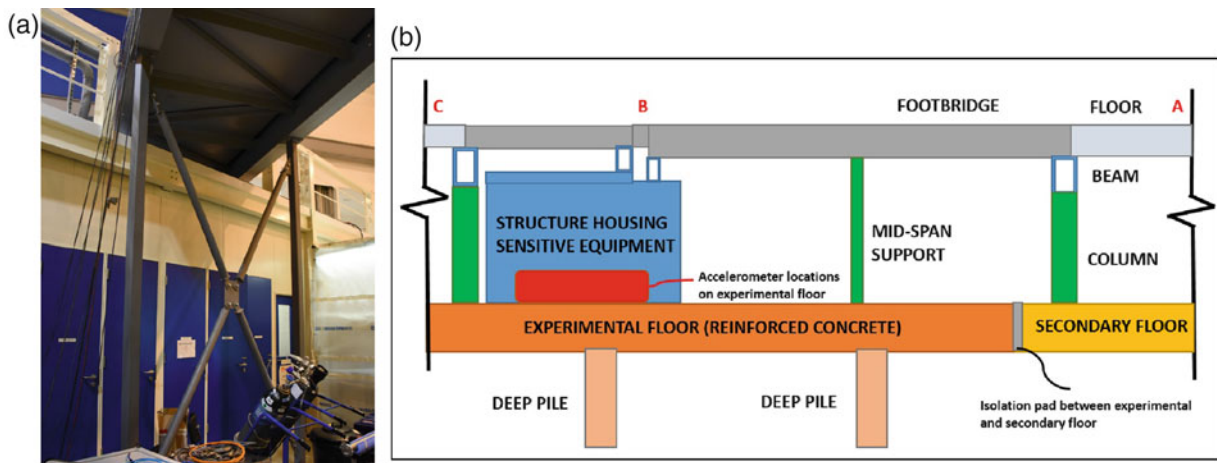 (a)
(b)
C
B
FOOTBRIDGE
FLOOR
A
BEAM
STRUCTURE HOUSING
SENSITIVE EQUIPMENT
MID-SPAN
SUPPORT
COLUMN
Accelerometer locations
on experimental floor
EXPERIMENTAL FLOOR (REINFORCED CONCRETE)
SECONDARY FLOOR
DEEP PILE
DEEP PILE
Isolation pad between experimental
and secondary floor